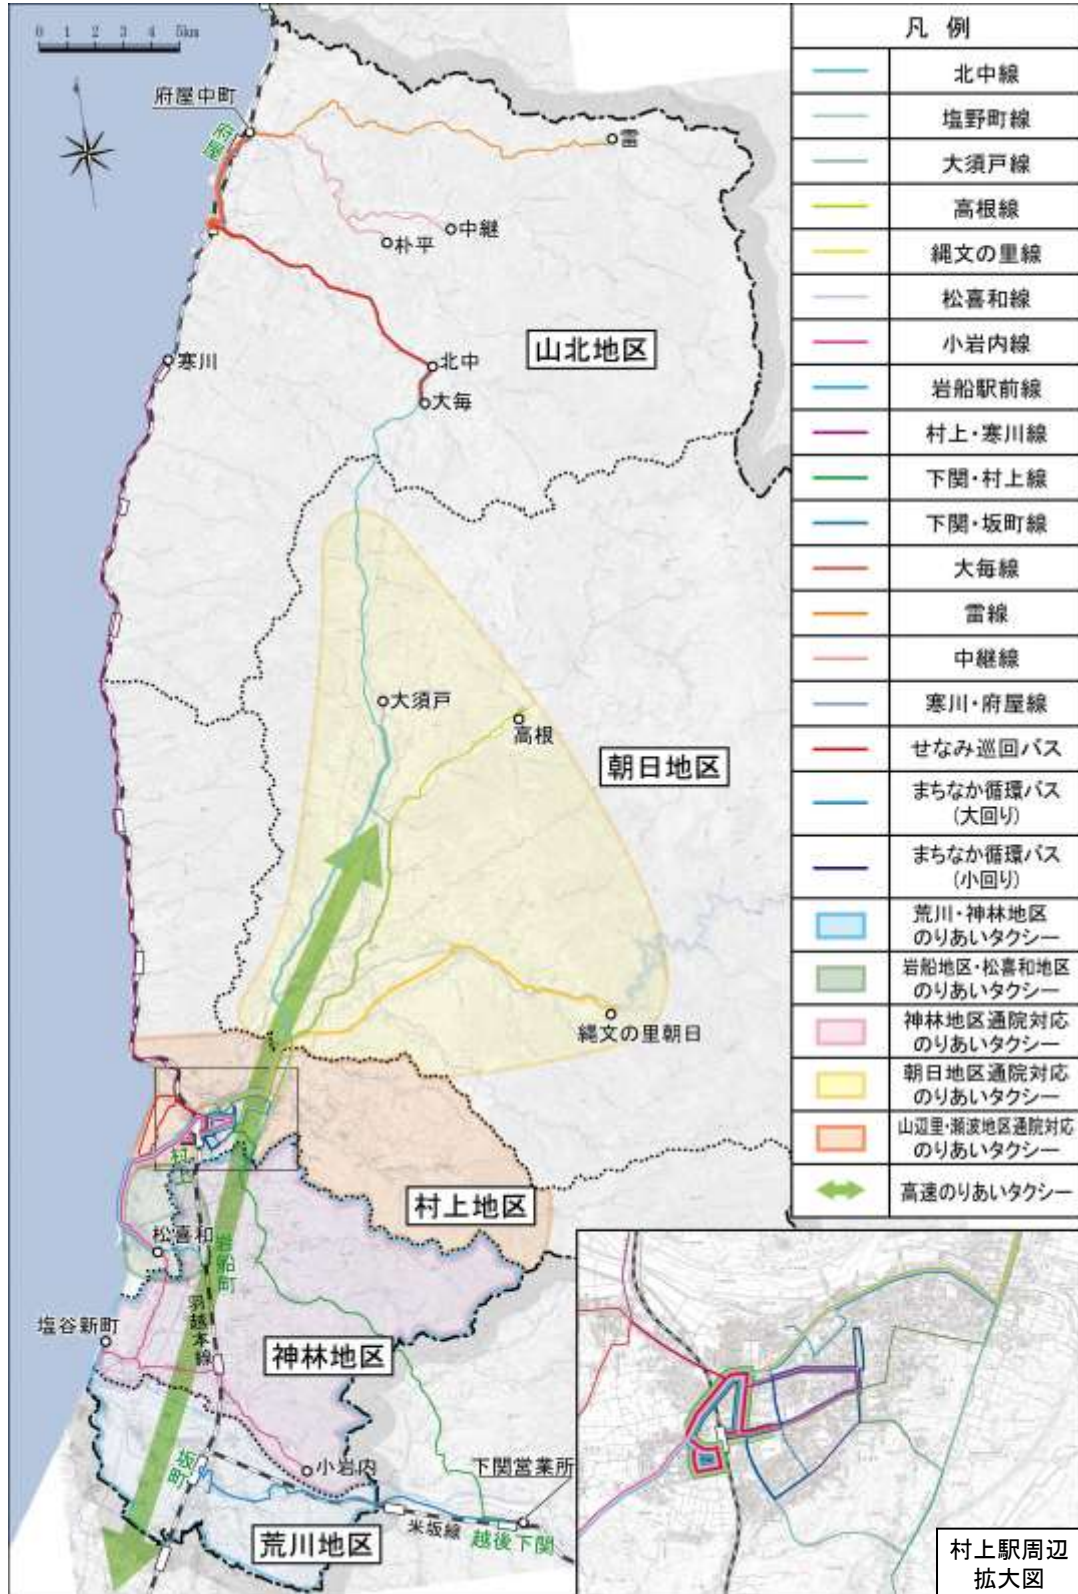 0 1 2 3 4 5km
府屋中町
府屋
雷
中継
朴平
山北地区
寒川
北中
大毎
大須戸
高根
朝日地区
縄文の里朝日
村上
村上地区
松喜和
岩船町
塩谷新町
羽越本線
神林地区
坂町
小岩内
下関営業所
米坂線
越後下関
荒川地区
凡 例
北中線
塩野町線
大須戸線
高根線
縄文の里線
松喜和線
小岩内線
岩船駅前線
村上・寒川線
下関・村上線
下関・坂町線
大毎線
雷線
中継線
寒川・府屋線
せなみ巡回バス
まちなか循環バス
(大回り)
まちなか循環バス
(小回り)
荒川・神林地区
のりあいタクシー
岩船地区・松喜和地区
のりあいタクシー
神林地区通院対応
のりあいタクシー
朝日地区通院対応
のりあいタクシー
山辺里・瀬波地区通院対応
のりあいタクシー
高速のりあいタクシー
村上駅周辺
拡大図